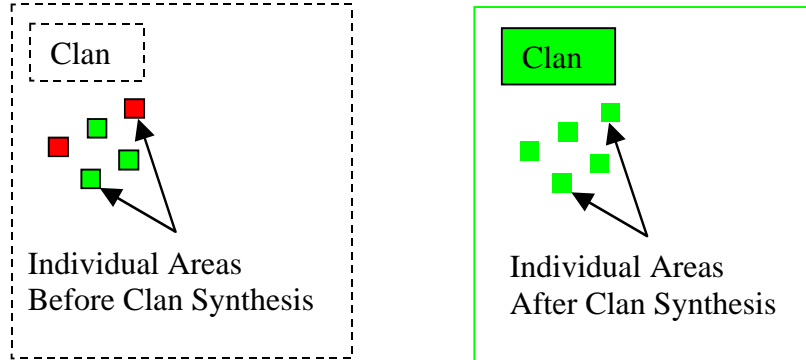 Clan
Individual Areas
Before Clan Synthesis
Clan
Individual Areas
After Clan Synthesis